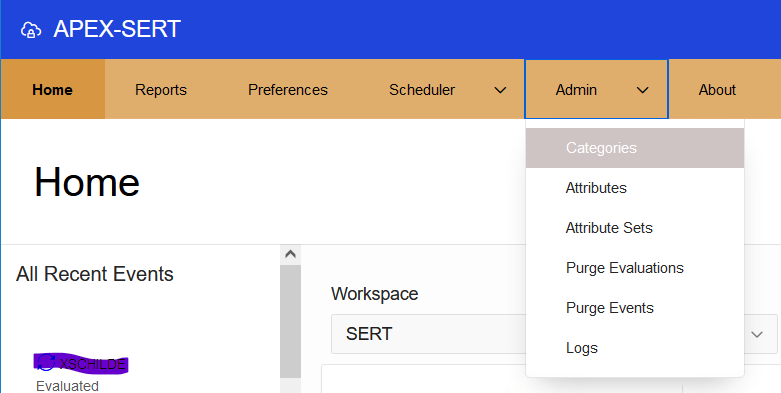 APEX-SERT
Home Reports Preferences Scheduler Admin About
Categories
Home
Attributes
Attribute Sets
Purge Evaluations
Purge Events
Logs
All Recent Events
Workspace
SERT
XSCHILDE
Evaluated